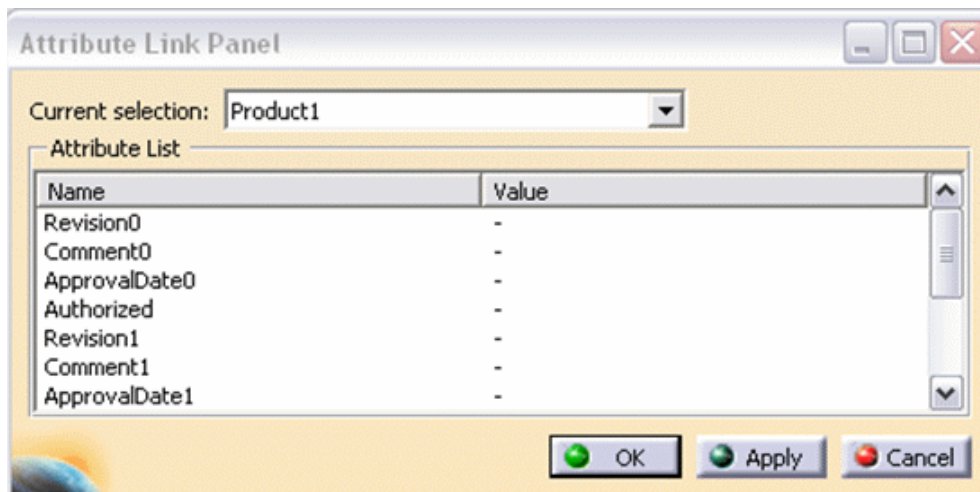 Attribute Link Panel
Current selection: Product1
Attribute List
Name Value
Revision0 -
Comment0 -
ApprovalDate0 -
Authorized -
Revision1 -
Comment1 -
ApprovalDate1 -
OK Apply Cancel